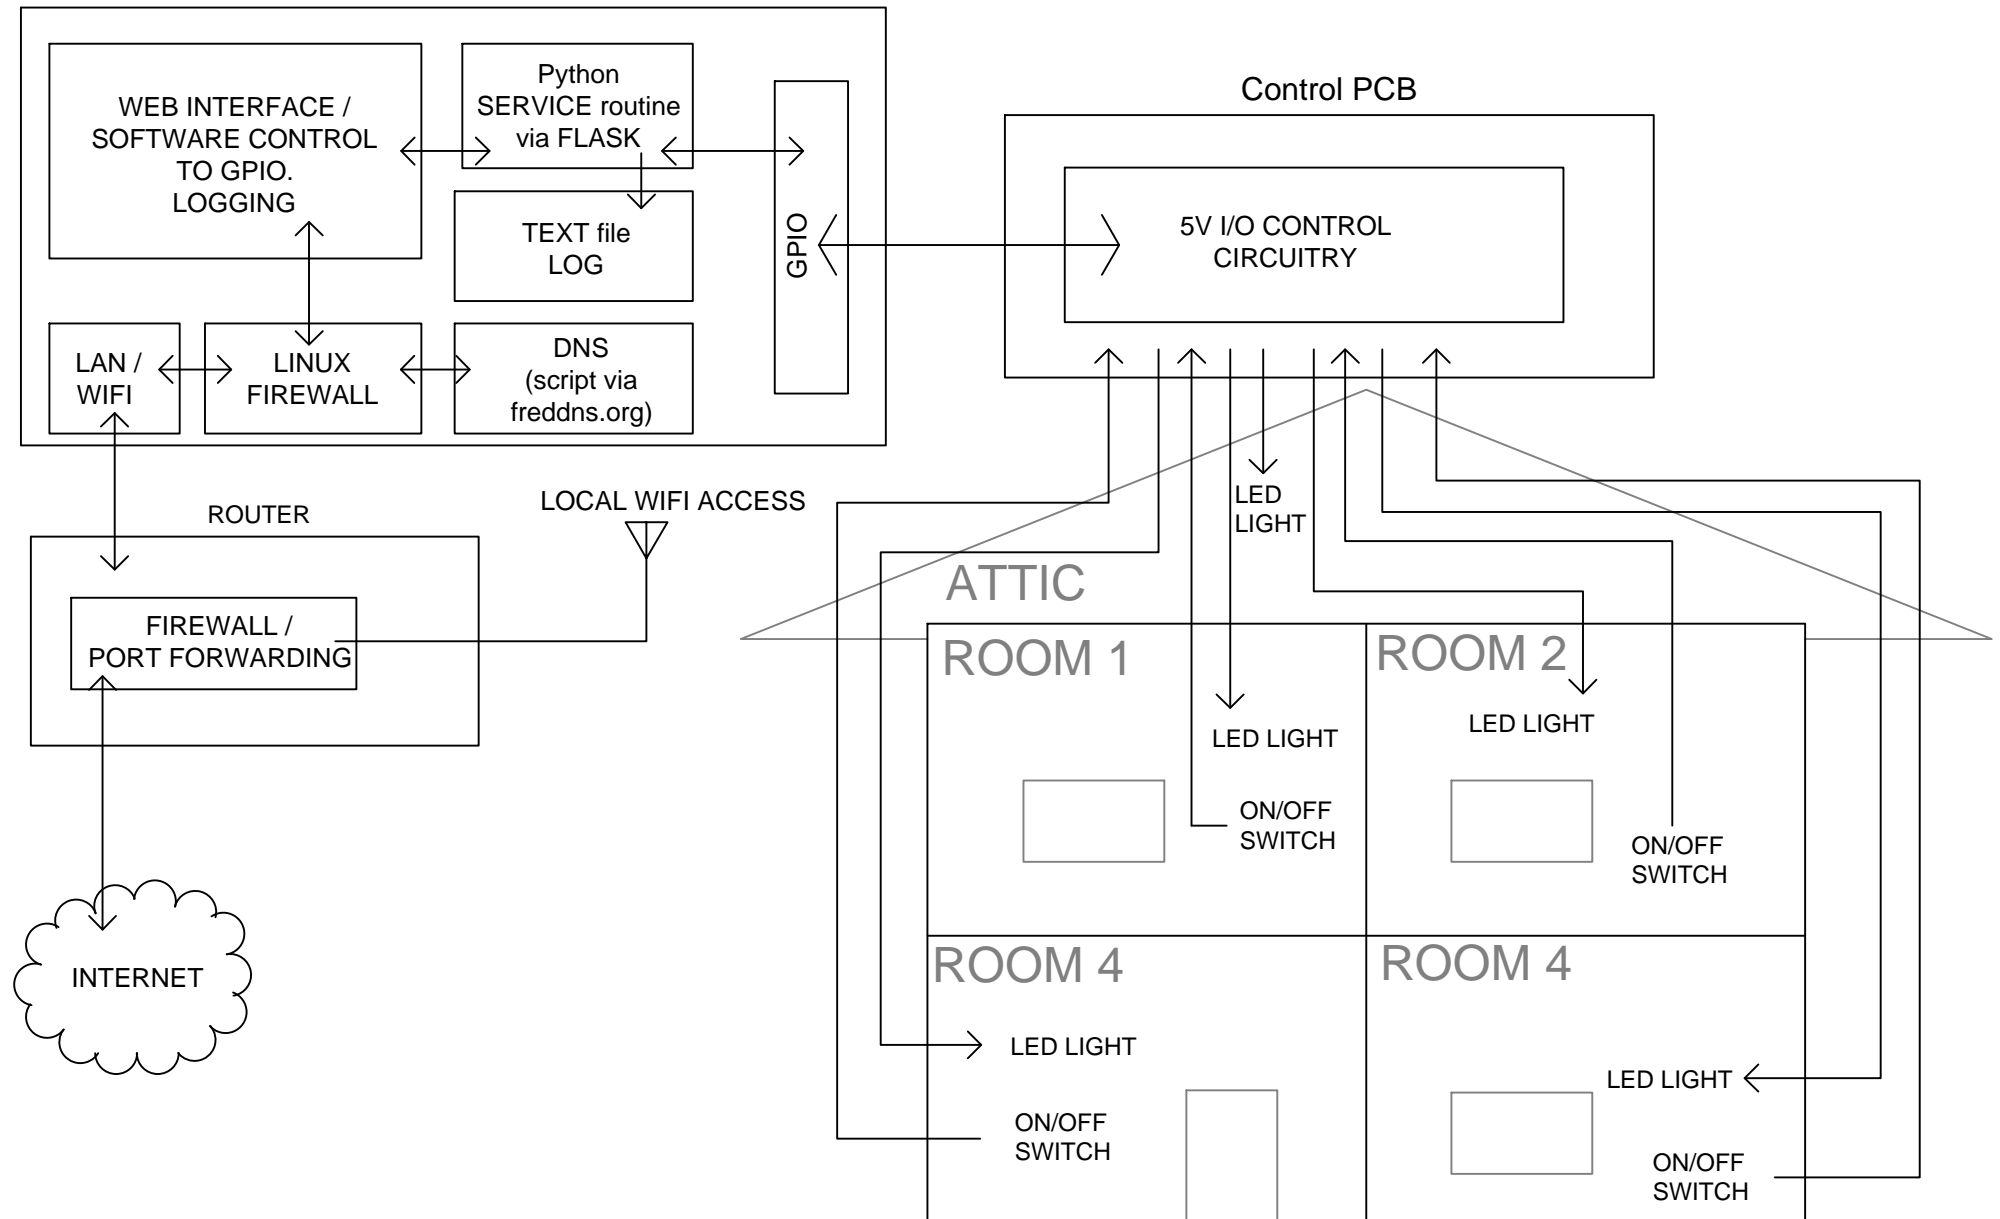 WEB INTERFACE /
SOFTWARE CONTROL
TO GPIO.
LOGGING
Python
SERVICE routine
via FLASK
TEXT file
LOG
GPIO
LAN /
WIFI
LINUX
FIREWALL
DNS
(script via
freddns.org)
Control PCB
5V I/O CONTROL
CIRCUITRY
ROUTER
LOCAL WIFI ACCESS
FIREWALL /
PORT FORWARDING
INTERNET
LED
LIGHT
ATTIC
ROOM 1
LED LIGHT
ON/OFF
SWITCH
ROOM 2
LED LIGHT
ON/OFF
SWITCH
ROOM 4
LED LIGHT
ON/OFF
SWITCH
ROOM 4
LED LIGHT
ON/OFF
SWITCH